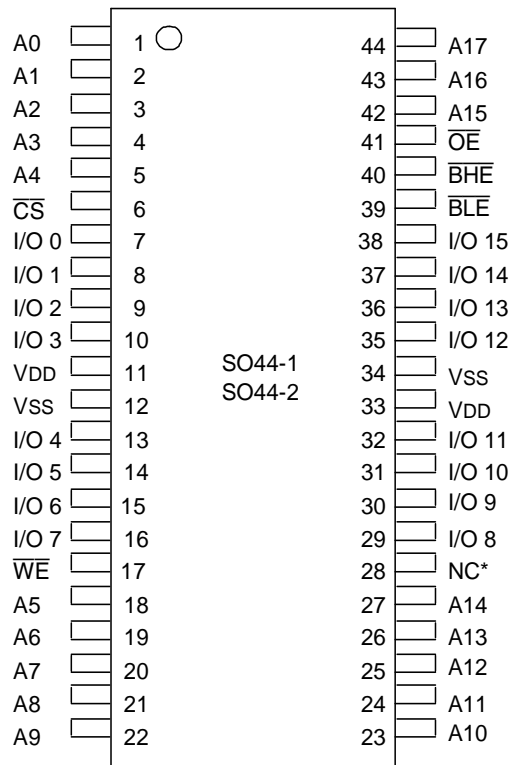 A0 1 44 A17
A1 2 43 A16
A2 3 42 A15
A3 4 41 OE
A4 5 40 BHE
CS 6 39 BLE
I/O 0 7 38 I/O 15
I/O 1 8 37 I/O 14
I/O 2 9 36 I/O 13
I/O 3 10 35 I/O 12
VDD 11 SO44-1 34 VSS
VSS 12 SO44-2 33 VDD
I/O 4 13 32 I/O 11
I/O 5 14 31 I/O 10
I/O 6 15 30 I/O 9
I/O 7 16 29 I/O 8
WE 17 28 NC*
A5 18 27 A14
A6 19 26 A13
A7 20 25 A12
A8 21 24 A11
A9 22 23 A10